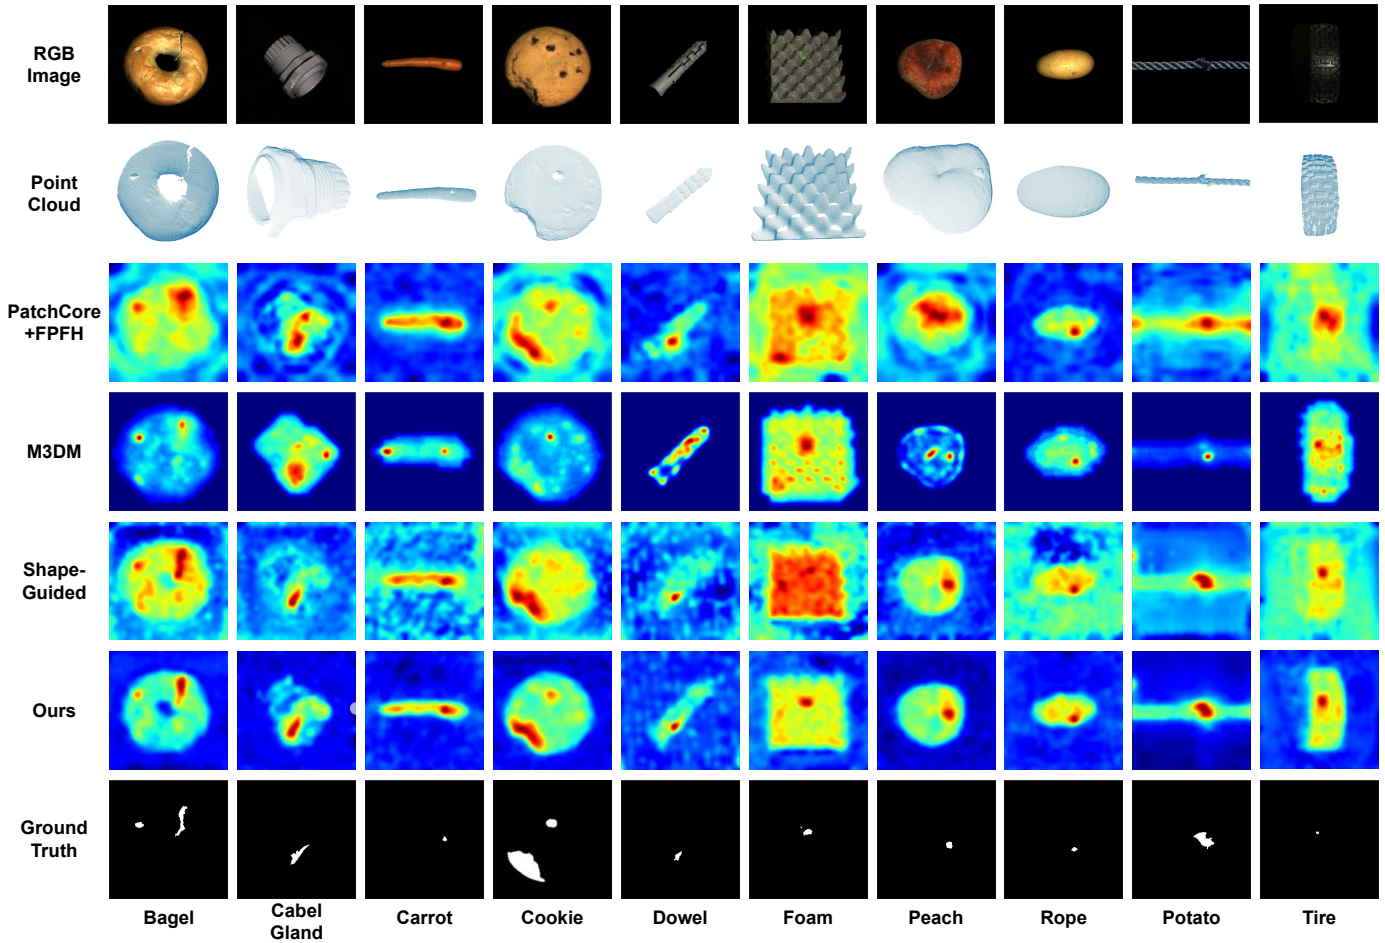 RGB
Image
Point
Cloud
PatchCore
+FPFH
M3DM
Shape-
Guided
Ours
Ground
Truth
Bagel
Cabel
Gland
Carrot
Cookie
Dowel
Foam
Peach
Rope
Potato
Tire